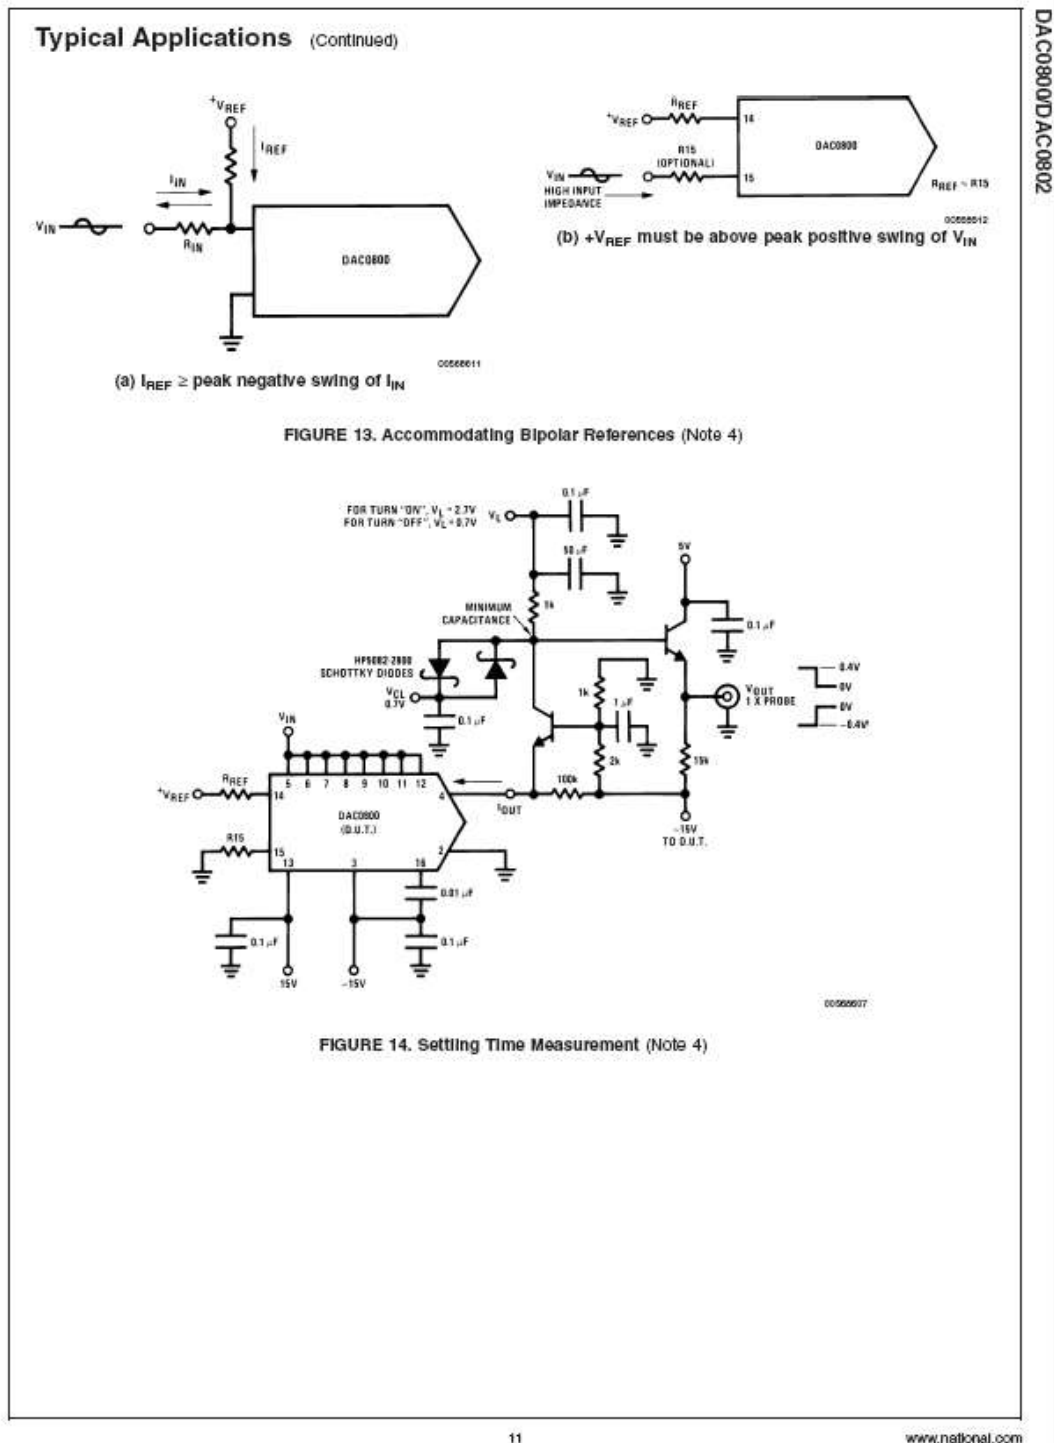 Typical Applications (Continued)
DAC0800/DAC0802
+VREF
IREF
IIN
VIN
RIN
DAC0800
00568611
(a) IREF ≥ peak negative swing of IIN
RREF
+VREF
14
DAC0800
R15
(OPTIONAL)
VIN
15
HIGH INPUT
IMPEDANCE
RREF ≈ R15
00568612
(b) +VREF must be above peak positive swing of VIN
FIGURE 13. Accommodating Bipolar References (Note 4)
0.1 μF
FOR TURN "ON", VL = 2.7V
FOR TURN "OFF", VL = 0.7V
VL
50 μF
5V
1k
MINIMUM
CAPACITANCE
0.1 μF
HP5082-2800
SCHOTTKY DIODES
VCL
0.7V
0.1 μF
1k
1 μF
0.4V
0V
VOUT
1 X PROBE
0V
-0.4V
VIN
2k
15k
RREF
+VREF
5 6 7 8 9 10 11 12
14
4
100k
IOUT
DAC0800
(D.U.T.)
-15V
TO D.U.T.
R15
15
2
13
3
16
0.01 μF
0.1 μF
0.1 μF
15V
-15V
00568607
FIGURE 14. Settling Time Measurement (Note 4)
11
www.national.com